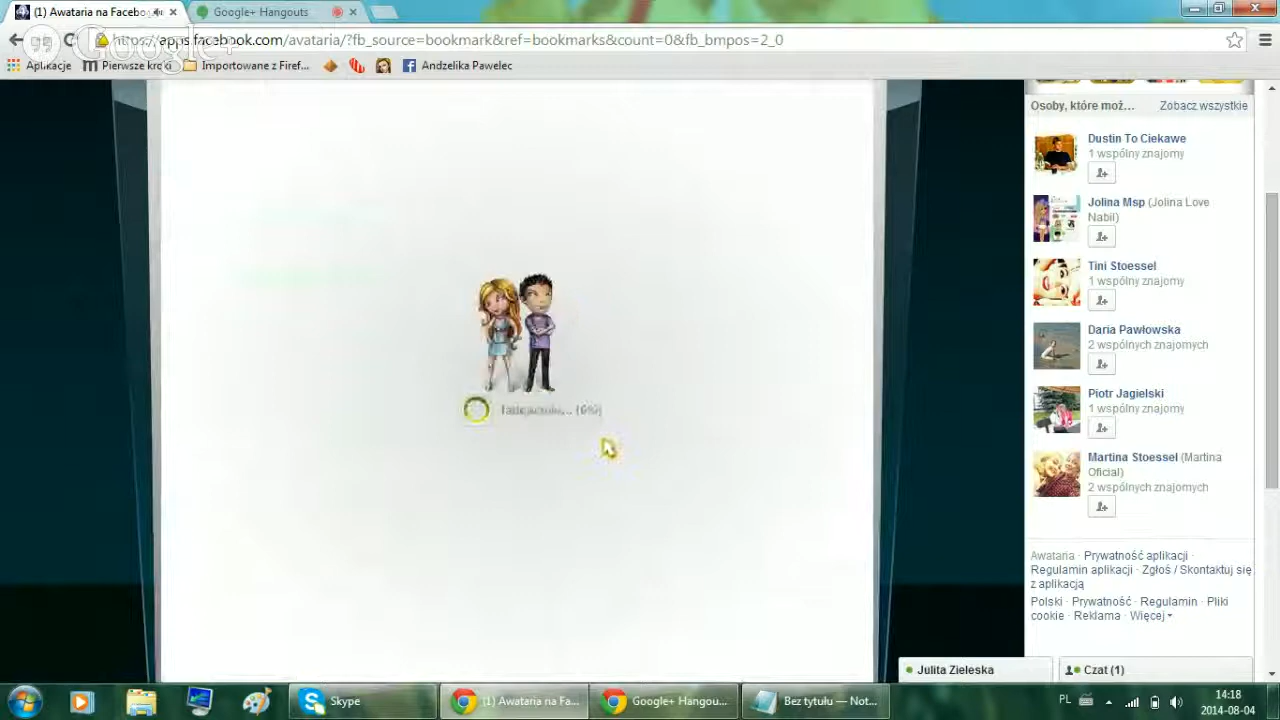 (1) Awataria na Facebo
Google+ Hangouts
Google+
https://apps.facebook.com/avataria/?fb_source=bookmark&ref=bookmarks&count=0&fb_bmpos=2_0
Aplikacje
Pierwsze kroki
Importowane z Firef...
Andzelika Pawelec
Osoby, które moż...
Zobacz wszystkie
Dustin To Ciekawe
1 wspólny znajomy
Jolina Msp (Jolina Love
Nabil)
Tini Stoessel
1 wspólny znajomy
Daria Pawłowska
2 wspólnych znajomych
Piotr Jagielski
1 wspólny znajomy
Martina Stoessel (Martina
Oficial)
2 wspólnych znajomych
Awataria · Prywatność aplikacji ·
Regulamin aplikacji · Zgłoś / Skontaktuj się
z aplikacją
Polski · Prywatność · Regulamin · Pliki
cookie · Reklama · Więcej
Julita Zieleska
Czat (1)
Skype
(1) Awataria na Fa...
Google+ Hangou...
Bez tytułu — Not...
PL
14:18
2014-08-04